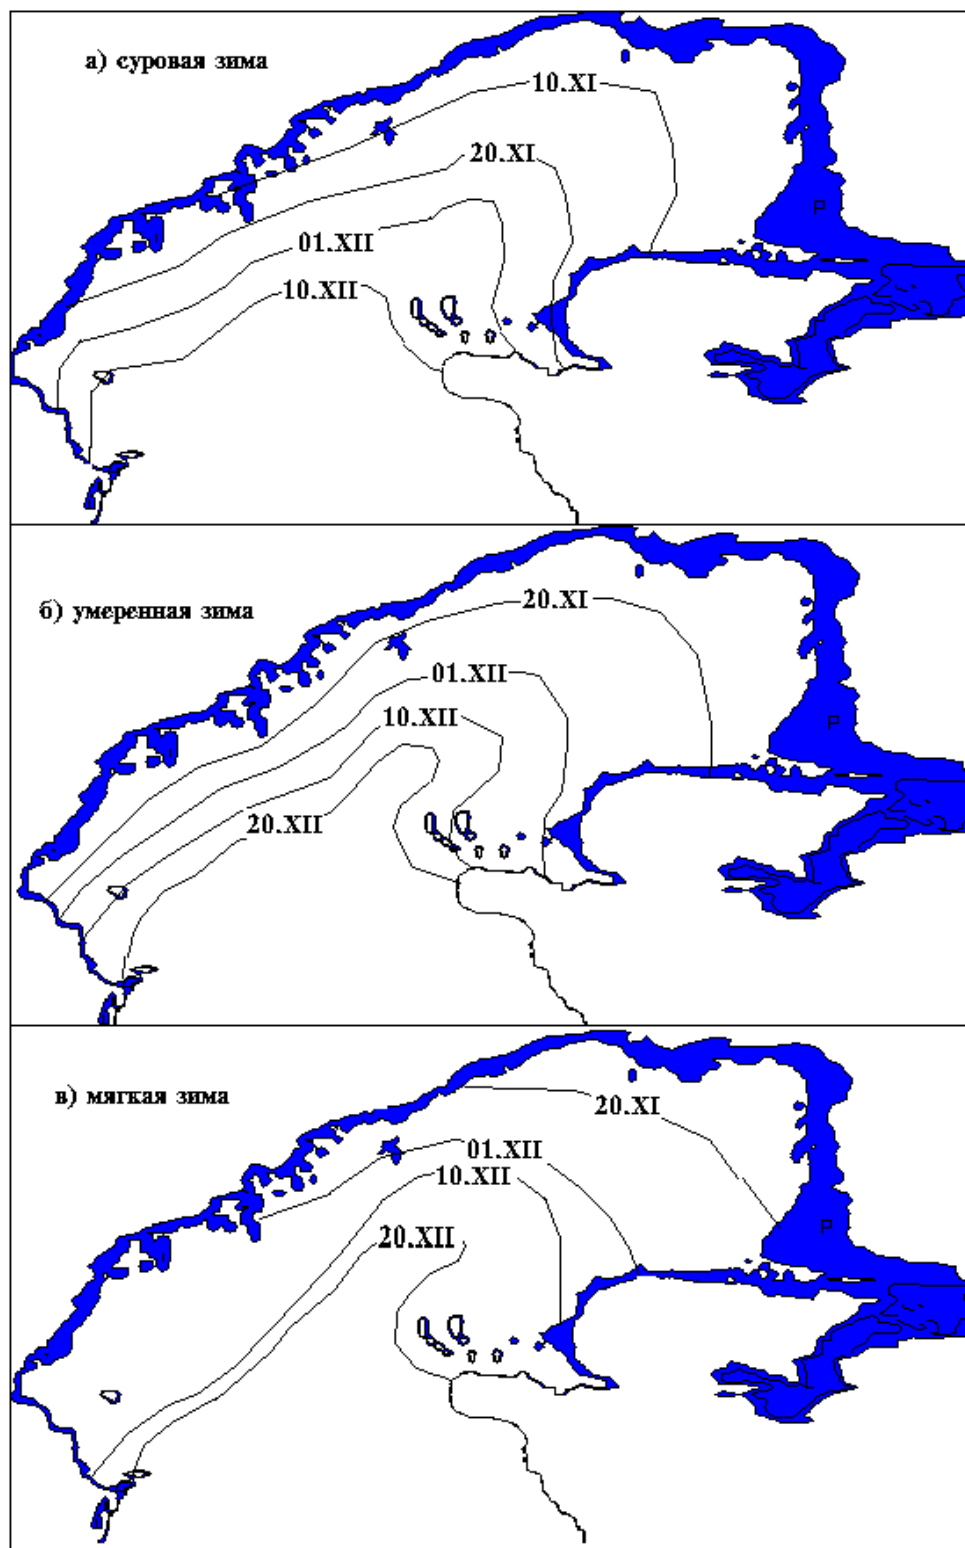 а) суровая зима
10.XI
20.XI
01.XII
10.XII
P
б) умеренная зима
20.XI
01.XII
10.XII
20.XII
P
в) мягкая зима
20.XI
01.XII
10.XII
20.XII
P